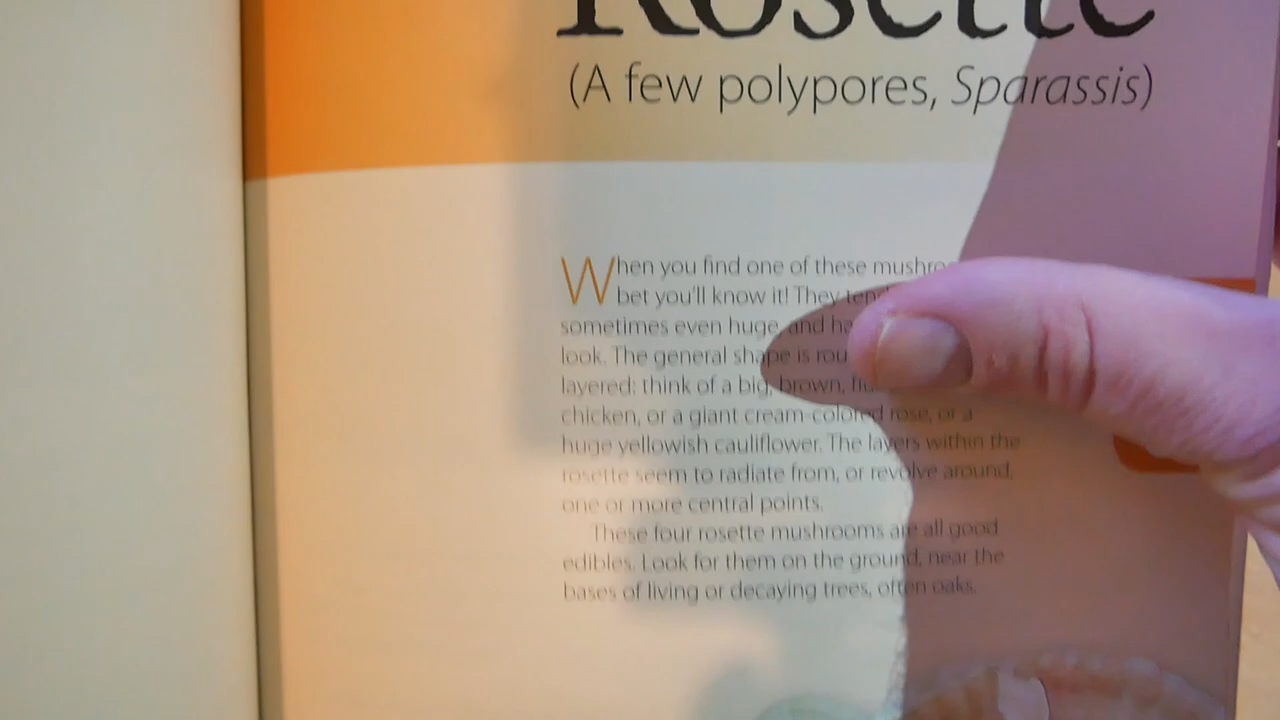 Rosette
(A few polypores, Sparassis)
When you find one of these
bet you'll know it! They
sometimes even huge, and
look. The general shape is
layered: think of a big, brown,
chicken, or a giant cream-colored rose, or a
huge yellowish cauliflower. The layers within the
rosette seem to radiate from, or revolve around,
one or more central points.
These four rosette mushrooms are all good
edibles. Look for them on the ground, near the
bases of living or decaying trees, often oaks.